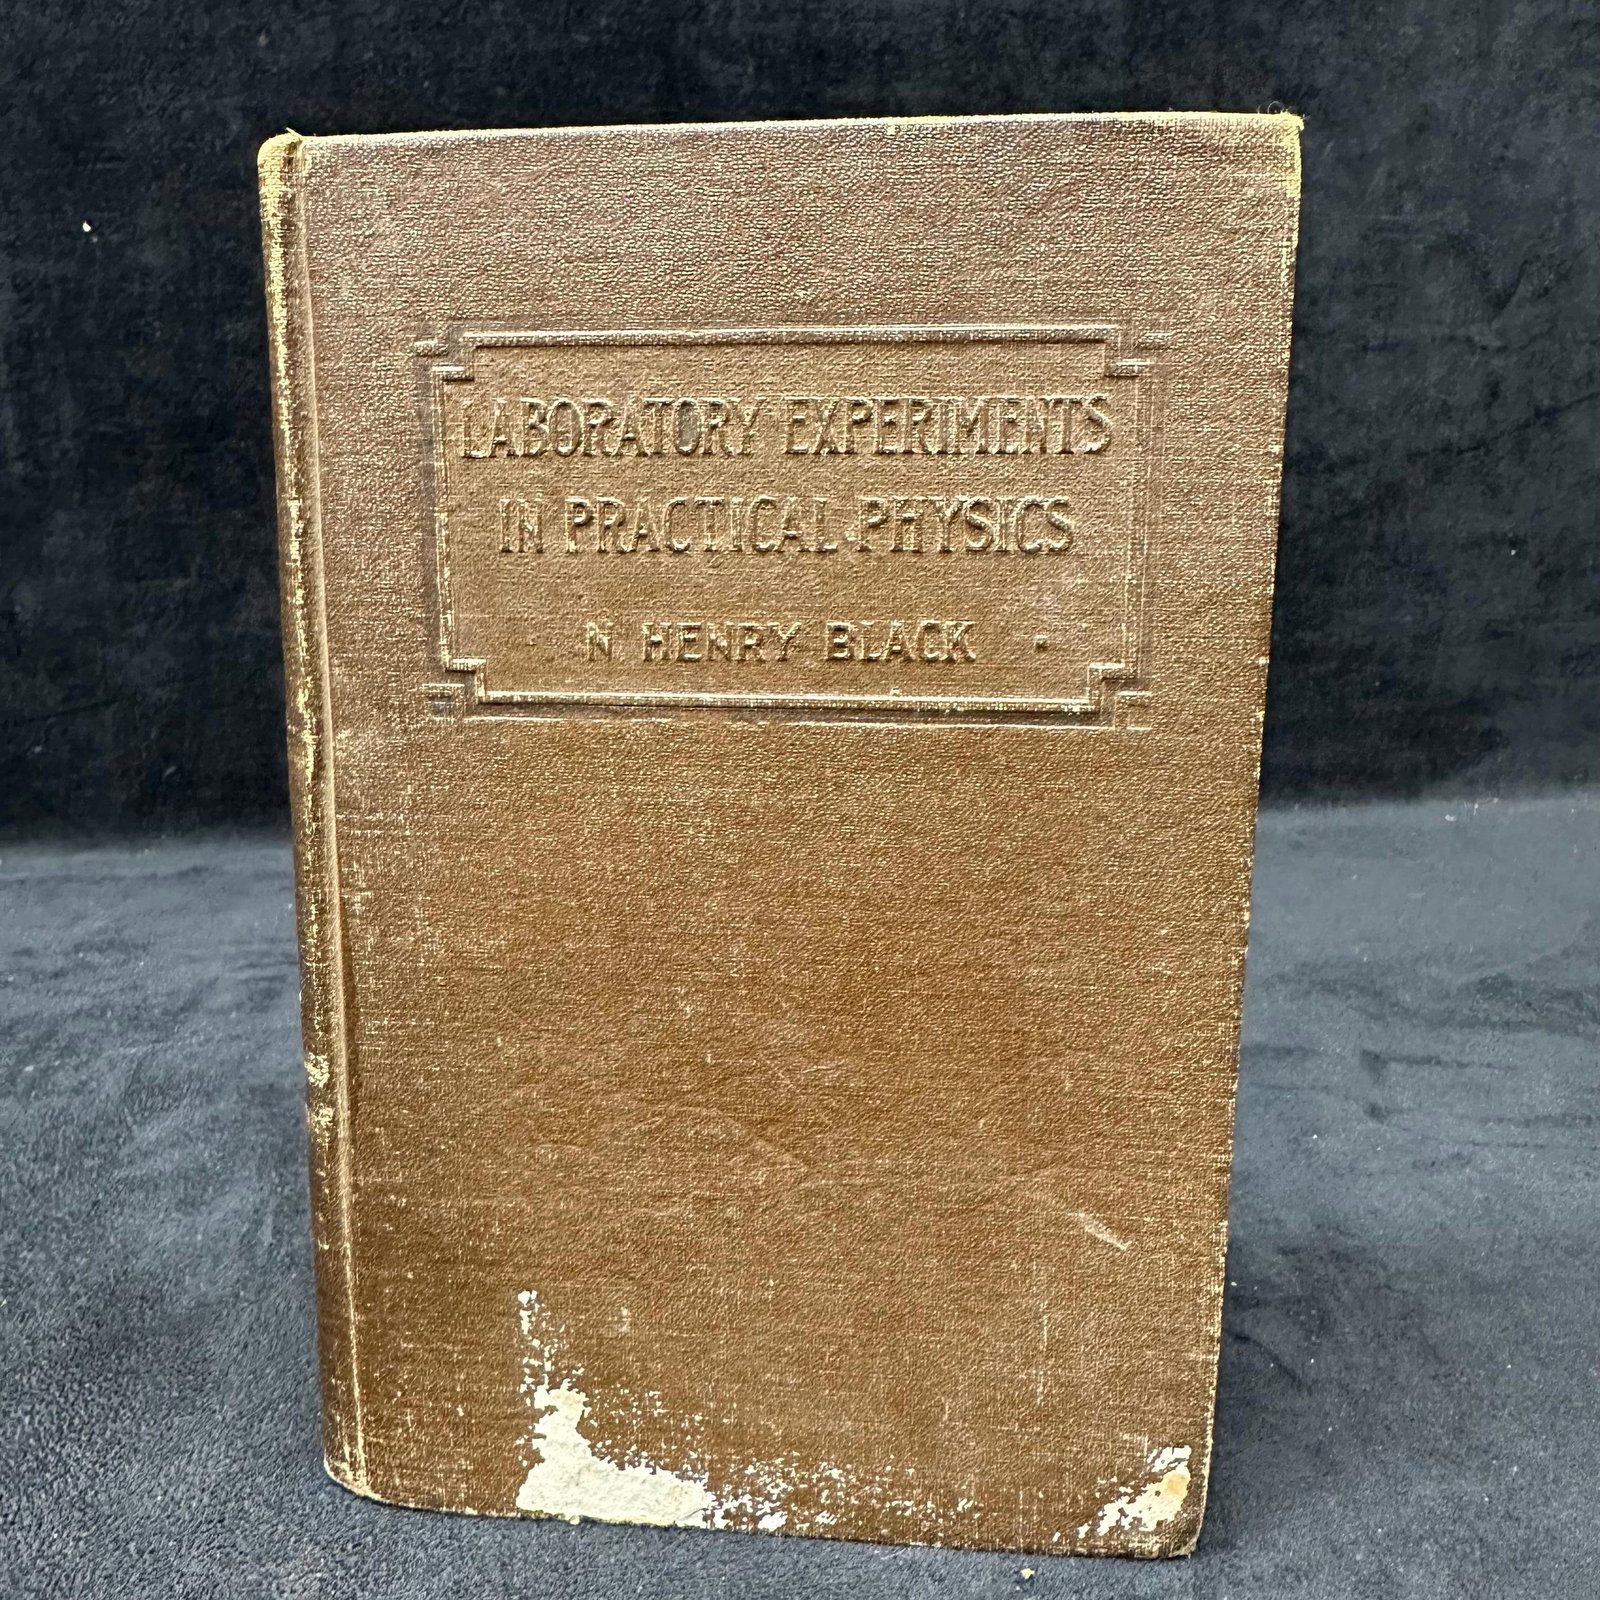 LABORATORY EXPERIMENTS
IN PRACTICAL PHYSICS
N HENRY BLACK